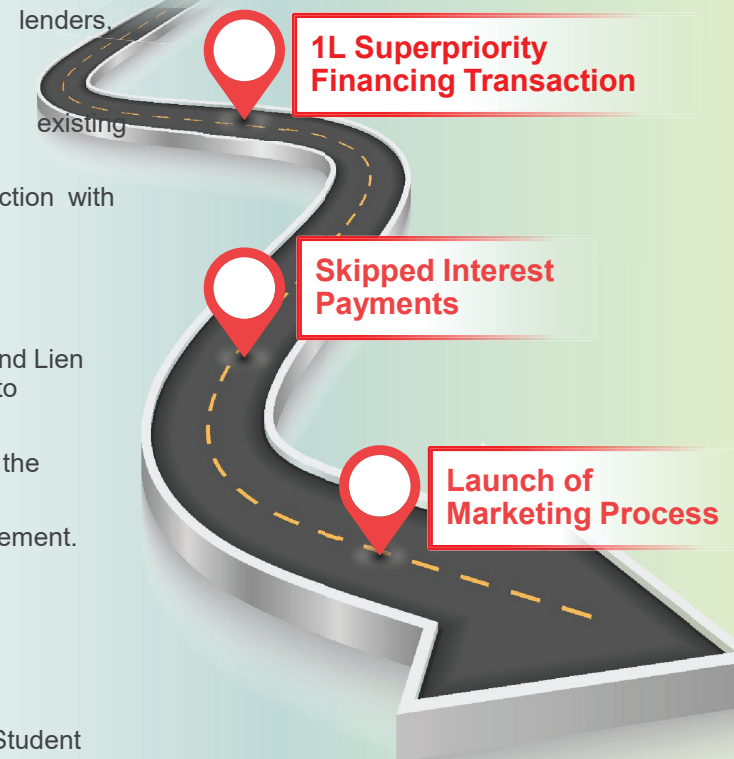 lenders,
1L Superpriority
Financing Transaction
existing
ction with
Skipped Interest
Payments
nd Lien
to
the
Launch of
Marketing Process
ement.
Student